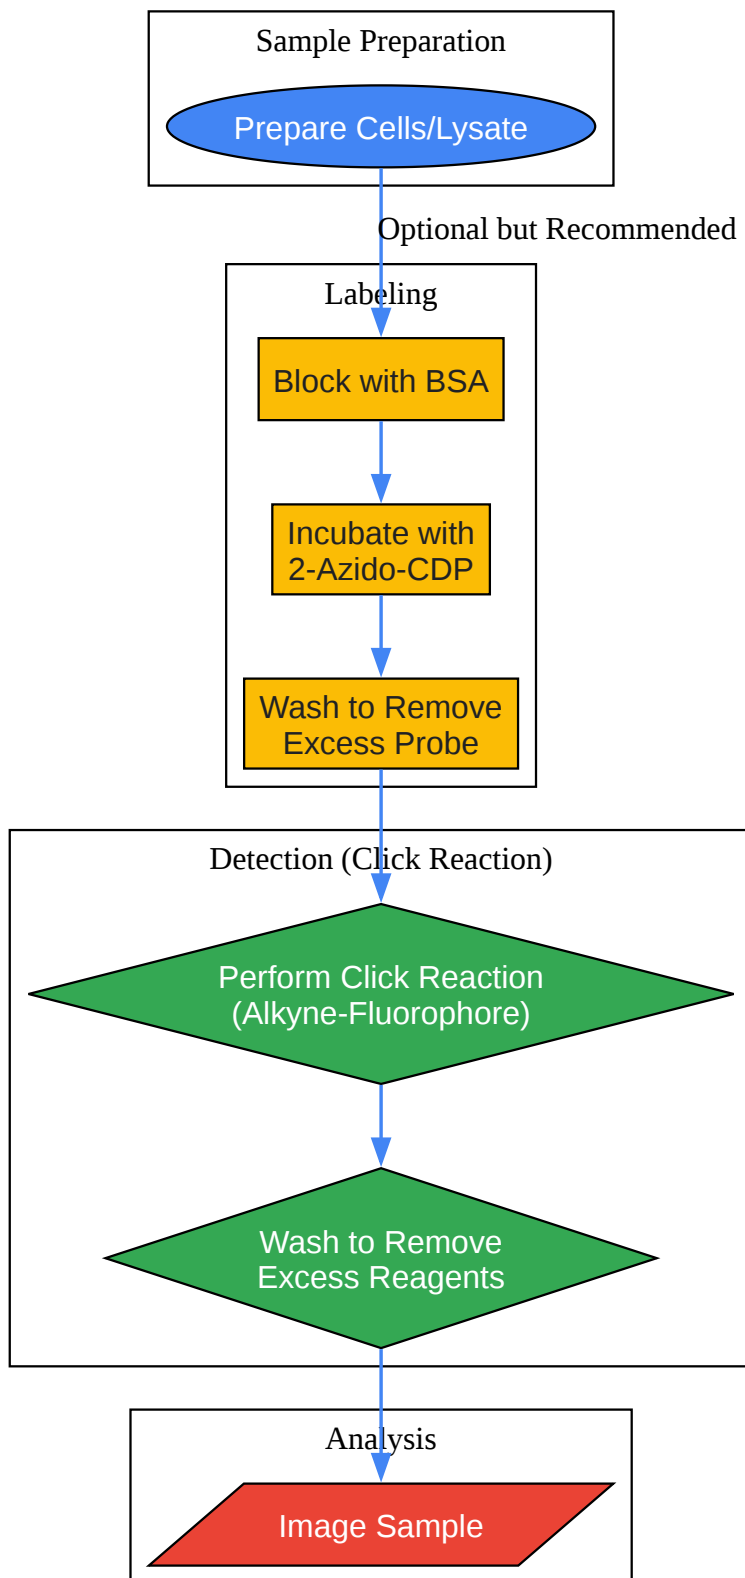 Sample Preparation
Prepare Cells/Lysate
Optional but Recommended
Labeling
Block with BSA
Incubate with
2-Azido-CDP
Wash to Remove
Excess Probe
Detection (Click Reaction)
Perform Click Reaction
(Alkyne-Fluorophore)
Wash to Remove
Excess Reagents
Analysis
Image Sample